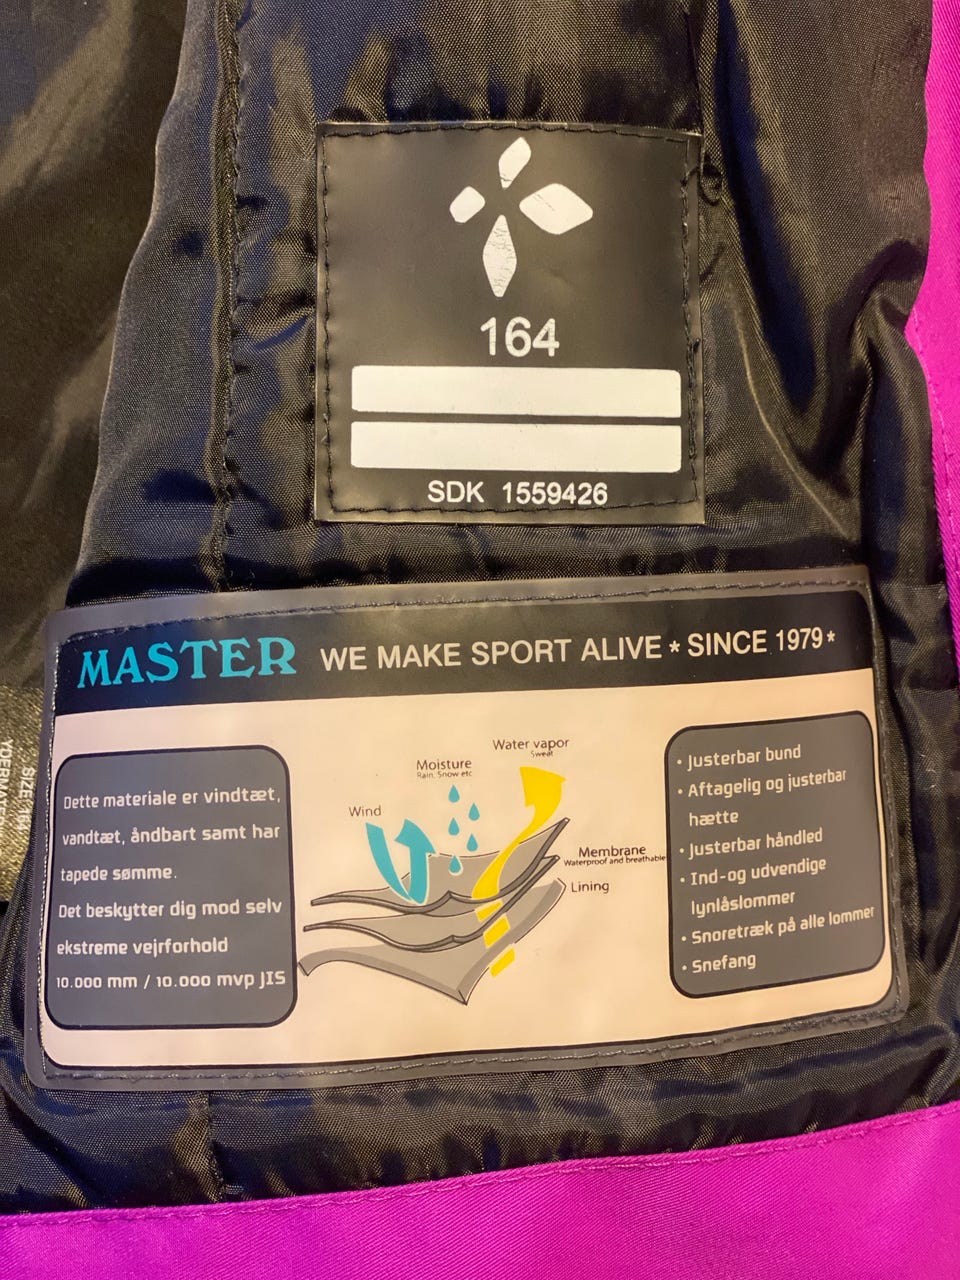 164
SDK 1559426
MASTER WE MAKE SPORT ALIVE * SINCE 1979 *
Dette materiale er vindtæt,
vandtæt, åndbart samt har
tapede sømme.
Det beskytter dig mod selv
ekstreme vejrforhold
10.000 mm / 10.000 mvp JIS
Water vapor
Sweat
Moisture
Rain, Snow etc
Wind
Membrane
Waterproof and breathable
Lining
• Justerbar bund
• Aftagelig og justerbar
hætte
• Justerbar håndled
• Ind-og udvendige
lynlåslommer
• Snoretræk på alle lommer
• Snefang
SIZE: 164